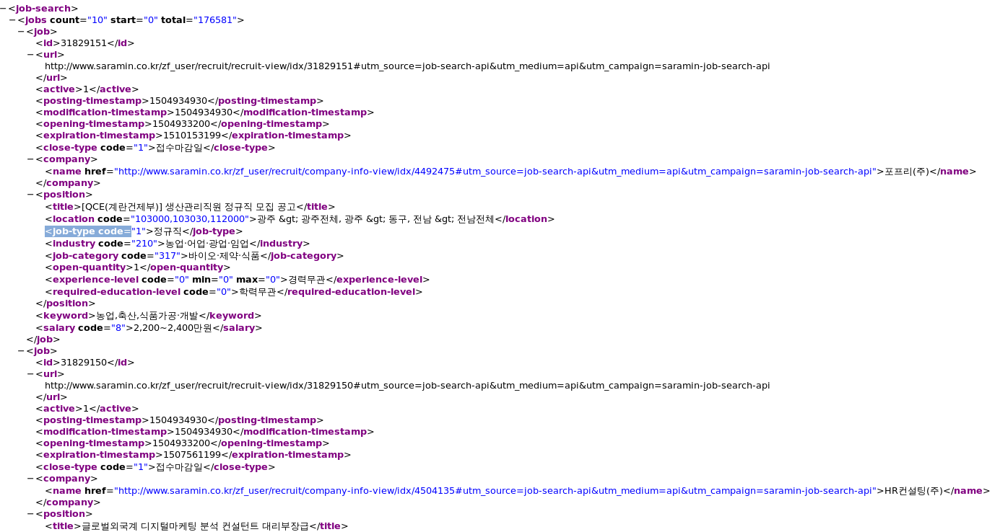 −<job-search>
−<jobs count="10" start="0" total="176581">
−<job>
<id>31829151</id>
−<url>
http://www.saramin.co.kr/zf_user/recruit/recruit-view/idx/31829151#utm_source=job-search-api&utm_medium=api&utm_campaign=saramin-job-search-api
</url>
<active>1</active>
<posting-timestamp>1504934930</posting-timestamp>
<modification-timestamp>1504934930</modification-timestamp>
<opening-timestamp>1504933200</opening-timestamp>
<expiration-timestamp>1510153199</expiration-timestamp>
<close-type code="1">접수마감일</close-type>
−<company>
<name href="http://www.saramin.co.kr/zf_user/recruit/company-info-view/idx/4492475#utm_source=job-search-api&utm_medium=api&utm_campaign=saramin-job-search-api">포프리(주)</name>
</company>
−<position>
<title>[QCE(계란건제부)] 생산관리직원 정규직 모집 공고</title>
<location code="103000,103030,112000">광주 &gt; 광주전체, 광주 &gt; 동구, 전남 &gt; 전남전체</location>
<job-type code="1">정규직</job-type>
<industry code="210">농업·어업·광업·임업</industry>
<job-category code="317">바이오·제약·식품</job-category>
<open-quantity>1</open-quantity>
<experience-level code="0" min="0" max="0">경력무관</experience-level>
<required-education-level code="0">학력무관</required-education-level>
</position>
<keyword>농업,축산,식품가공·개발</keyword>
<salary code="8">2,200~2,400만원</salary>
</job>
−<job>
<id>31829150</id>
−<url>
http://www.saramin.co.kr/zf_user/recruit/recruit-view/idx/31829150#utm_source=job-search-api&utm_medium=api&utm_campaign=saramin-job-search-api
</url>
<active>1</active>
<posting-timestamp>1504934930</posting-timestamp>
<modification-timestamp>1504934930</modification-timestamp>
<opening-timestamp>1504933200</opening-timestamp>
<expiration-timestamp>1507561199</expiration-timestamp>
<close-type code="1">접수마감일</close-type>
−<company>
<name href="http://www.saramin.co.kr/zf_user/recruit/company-info-view/idx/4504135#utm_source=job-search-api&utm_medium=api&utm_campaign=saramin-job-search-api">HR컨설팅(주)</name>
</company>
−<position>
<title>글로벌외국계 디지털마케팅 분석 컨설턴트 대리부장급</title>